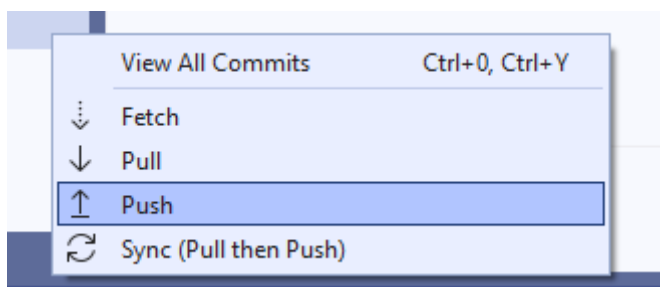 View All Commits Ctrl+0, Ctrl+Y
Fetch
Pull
Push
Sync (Pull then Push)